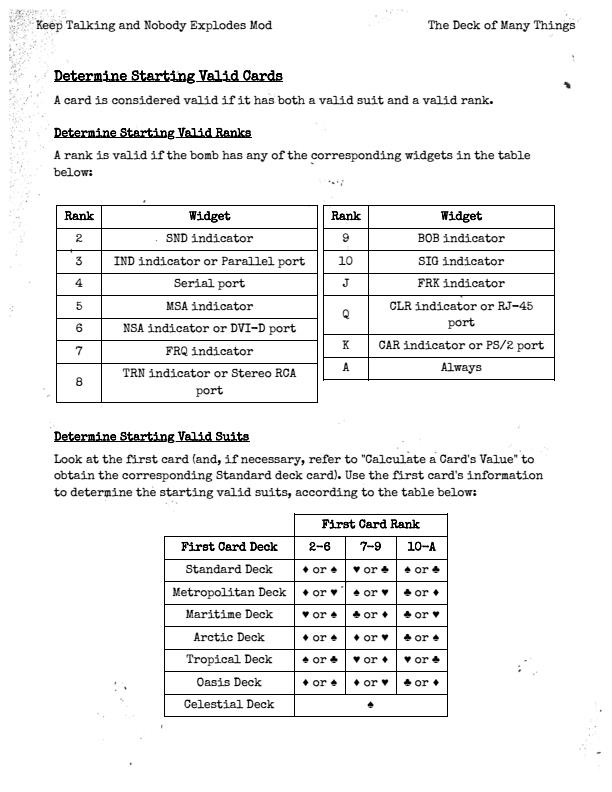 Keep Talking and Nobody Explodes Mod The Deck of Many Things
Determine Starting Valid Cards
A card is considered valid if it has both a valid suit and a valid rank.
Determine Starting Valid Ranks
A rank is valid if the bomb has any of the corresponding widgets in the table
below:
Rank Widget
2 SND indicator
3 IND indicator or Parallel port
4 Serial port
5 MSA indicator
6 NSA indicator or DVI-D port
7 FRQ indicator
8 TRN indicator or Stereo RCA
port
Rank Widget
9 BOB indicator
10 SIG indicator
J FRK indicator
Q CLR indicator or RJ-45
port
K CAR indicator or PS/2 port
A Always
Determine Starting Valid Suits
Look at the first card (and, if necessary, refer to "Calculate a Card's Value" to
obtain the corresponding Standard deck card). Use the first card's information
to determine the starting valid suits, according to the table below:
First Card Rank
First Card Deck 2-6 7-9 10-A
Standard Deck ♦ or ♠ ♥ or ♣ ♠ or ♣
Metropolitan Deck ♦ or ♥ ♠ or ♥ ♣ or ♦
Maritime Deck ♥ or ♠ ♣ or ♦ ♣ or ♥
Arctic Deck ♦ or ♠ ♦ or ♥ ♣ or ♠
Tropical Deck ♠ or ♣ ♥ or ♦ ♥ or ♣
Oasis Deck ♦ or ♠ ♦ or ♥ ♣ or ♦
Celestial Deck ♠